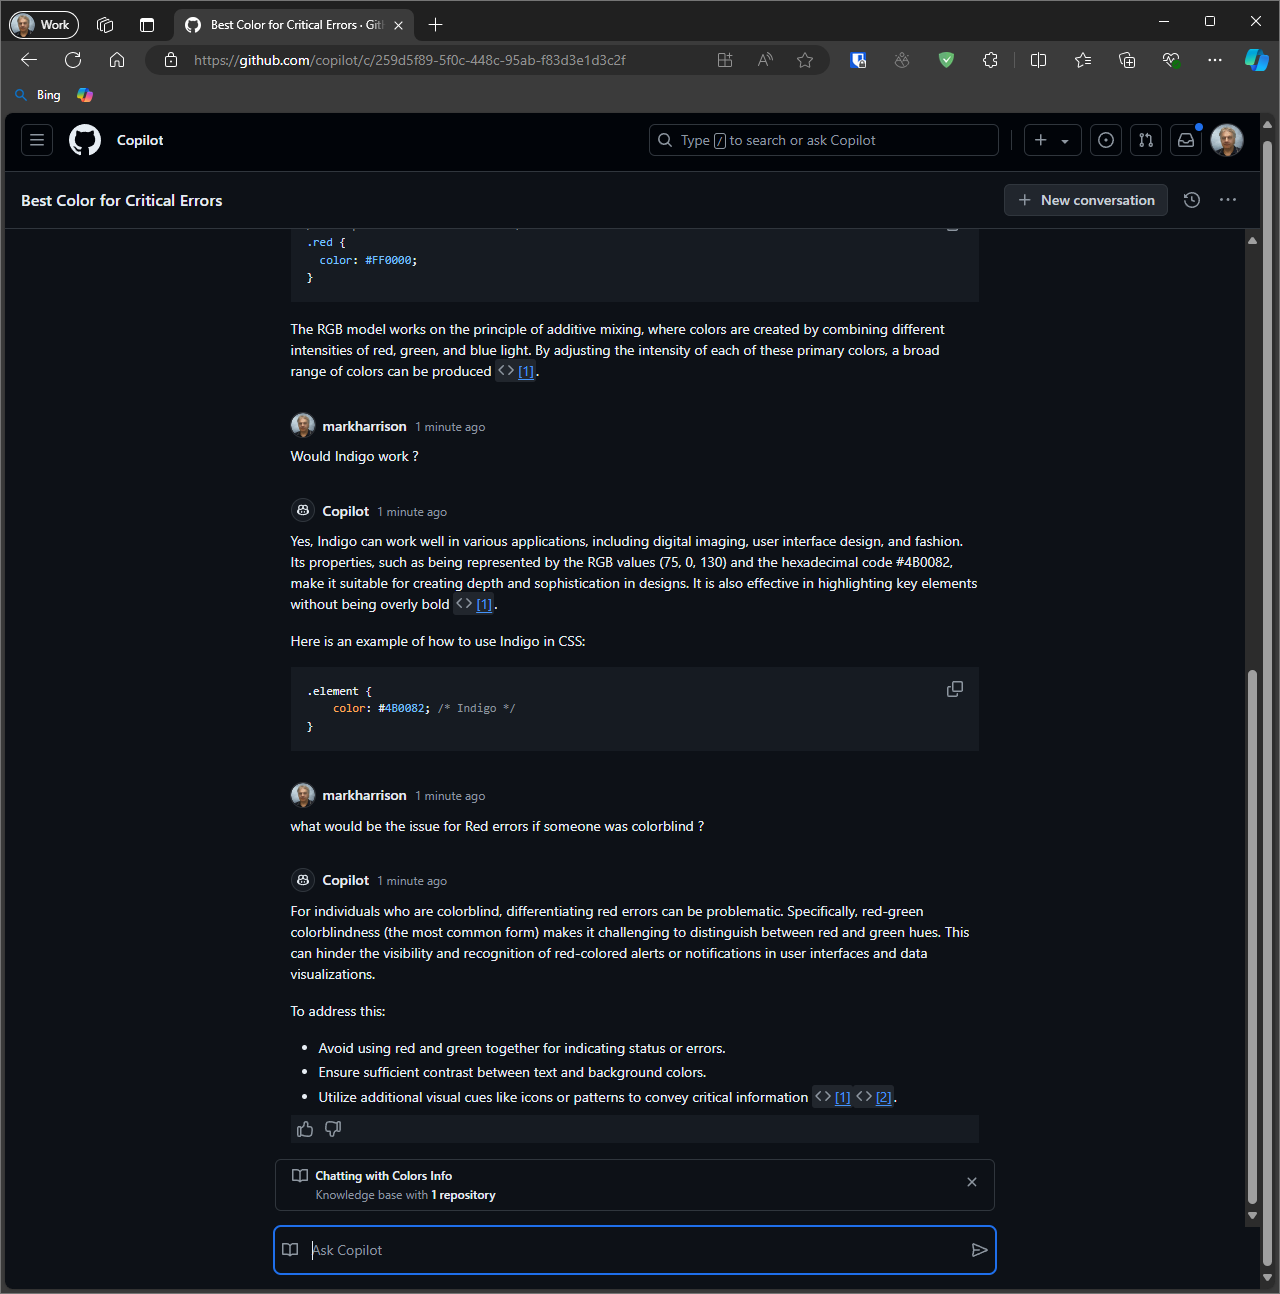 Work
Best Color for Critical Errors · Git
https://github.com/copilot/c/259d5f89-5f0c-448c-95ab-f83d3e1d3c2f
Bing
Copilot
Type / to search or ask Copilot
Best Color for Critical Errors
New conversation
.red {
color: #FF0000;
}
The RGB model works on the principle of additive mixing, where colors are created by combining different
intensities of red, green, and blue light. By adjusting the intensity of each of these primary colors, a broad
range of colors can be produced <> [1].
markharrison 1 minute ago
Would Indigo work ?
Copilot 1 minute ago
Yes, Indigo can work well in various applications, including digital imaging, user interface design, and fashion.
Its properties, such as being represented by the RGB values (75, 0, 130) and the hexadecimal code #4B0082,
make it suitable for creating depth and sophistication in designs. It is also effective in highlighting key elements
without being overly bold <> [1].
Here is an example of how to use Indigo in CSS:
.element {
color: #4B0082; /* Indigo */
}
markharrison 1 minute ago
what would be the issue for Red errors if someone was colorblind ?
Copilot 1 minute ago
For individuals who are colorblind, differentiating red errors can be problematic. Specifically, red-green
colorblindness (the most common form) makes it challenging to distinguish between red and green hues. This
can hinder the visibility and recognition of red-colored alerts or notifications in user interfaces and data
visualizations.
To address this:
• Avoid using red and green together for indicating status or errors.
• Ensure sufficient contrast between text and background colors.
• Utilize additional visual cues like icons or patterns to convey critical information <> [1] <> [2].
Chatting with Colors Info
Knowledge base with 1 repository
Ask Copilot